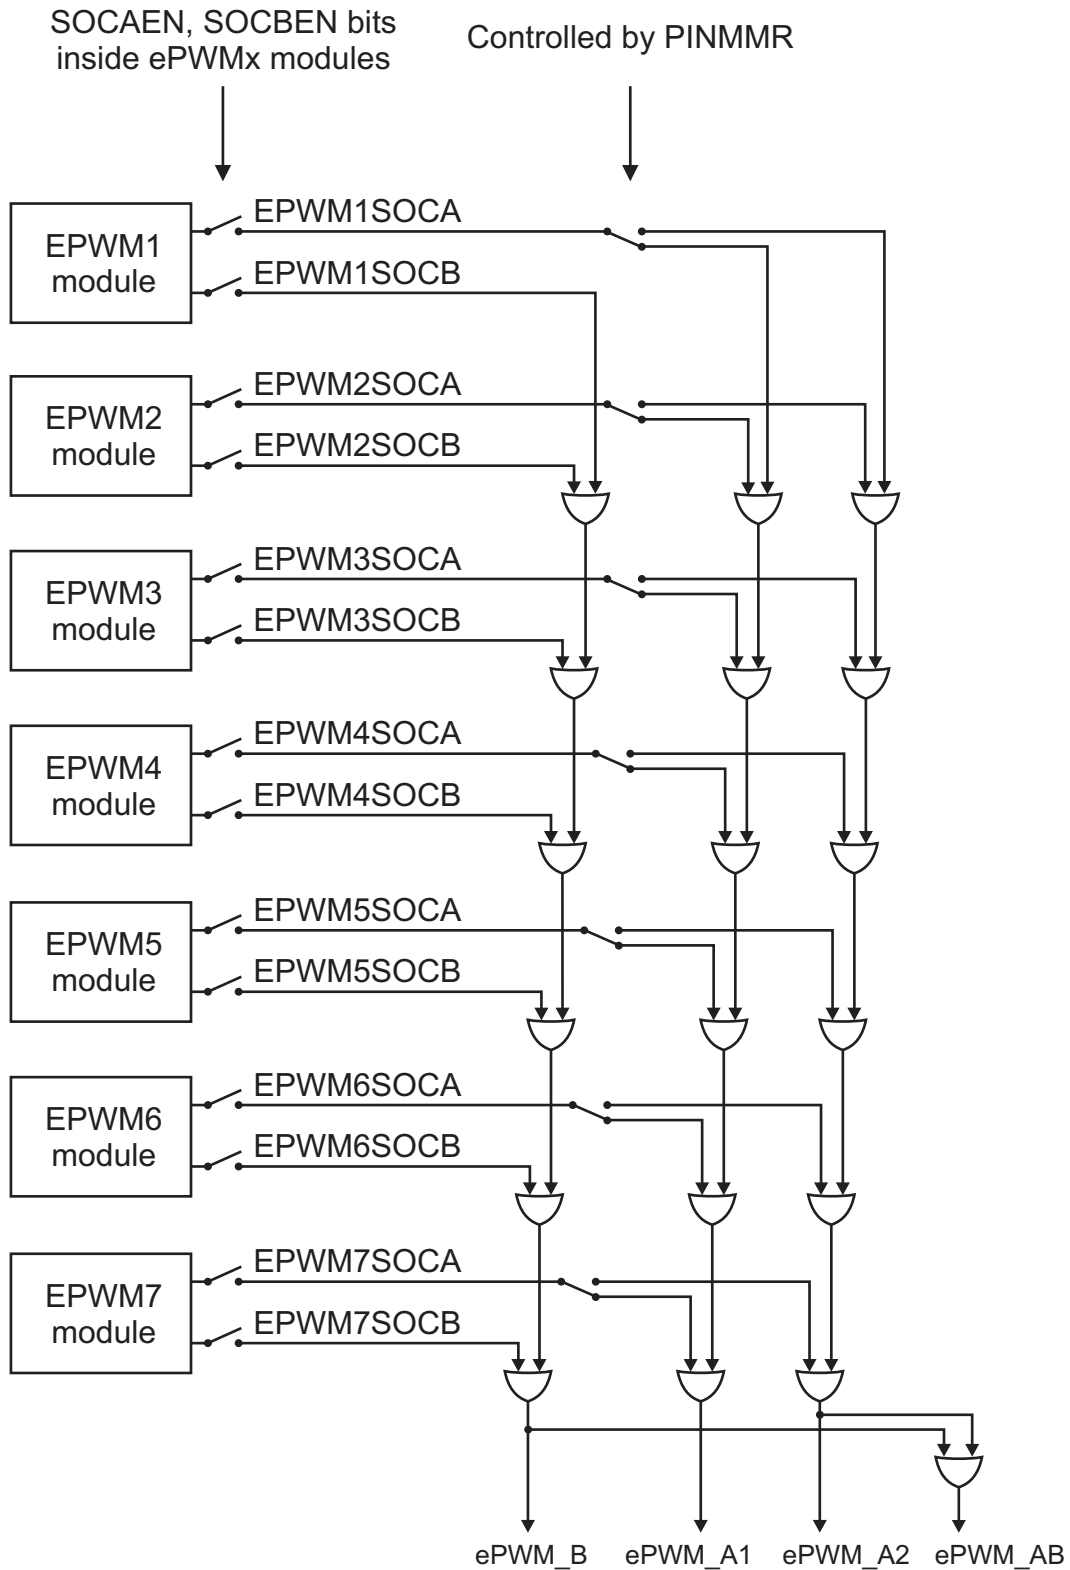 SOCAEN, SOCBEN bits
inside ePWMx modules
Controlled by PINMMR
EPWM1
module
EPWM1SOCA
EPWM1SOCB
EPWM2
module
EPWM2SOCA
EPWM2SOCB
EPWM3
module
EPWM3SOCA
EPWM3SOCB
EPWM4
module
EPWM4SOCA
EPWM4SOCB
EPWM5
module
EPWM5SOCA
EPWM5SOCB
EPWM6
module
EPWM6SOCA
EPWM6SOCB
EPWM7
module
EPWM7SOCA
EPWM7SOCB
ePWM_B
ePWM_A1
ePWM_A2
ePWM_AB